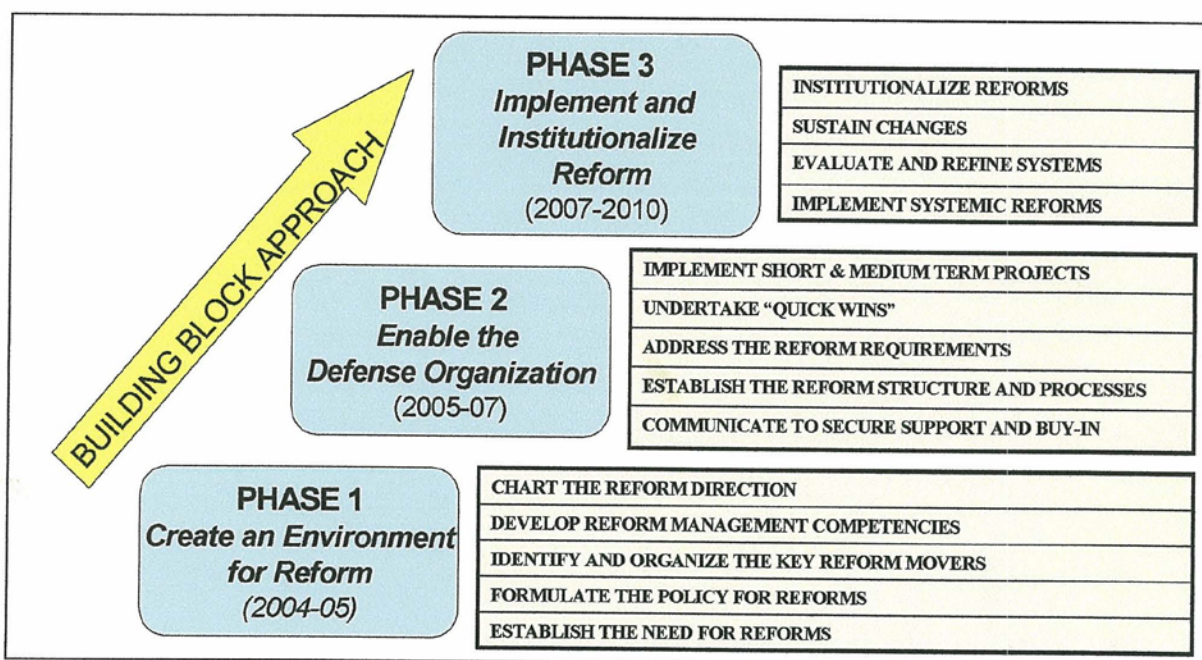 BUILDING BLOCK APPROACH
PHASE 3
Implement and
Institutionalize
Reform
(2007-2010)
INSTITUTIONALIZE REFORMS
SUSTAIN CHANGES
EVALUATE AND REFINE SYSTEMS
IMPLEMENT SYSTEMIC REFORMS
PHASE 2
Enable the
Defense Organization
(2005-07)
IMPLEMENT SHORT & MEDIUM TERM PROJECTS
UNDERTAKE “QUICK WINS”
ADDRESS THE REFORM REQUIREMENTS
ESTABLISH THE REFORM STRUCTURE AND PROCESSES
COMMUNICATE TO SECURE SUPPORT AND BUY-IN
PHASE 1
Create an Environment
for Reform
(2004-05)
CHART THE REFORM DIRECTION
DEVELOP REFORM MANAGEMENT COMPETENCIES
IDENTIFY AND ORGANIZE THE KEY REFORM MOVERS
FORMULATE THE POLICY FOR REFORMS
ESTABLISH THE NEED FOR REFORMS